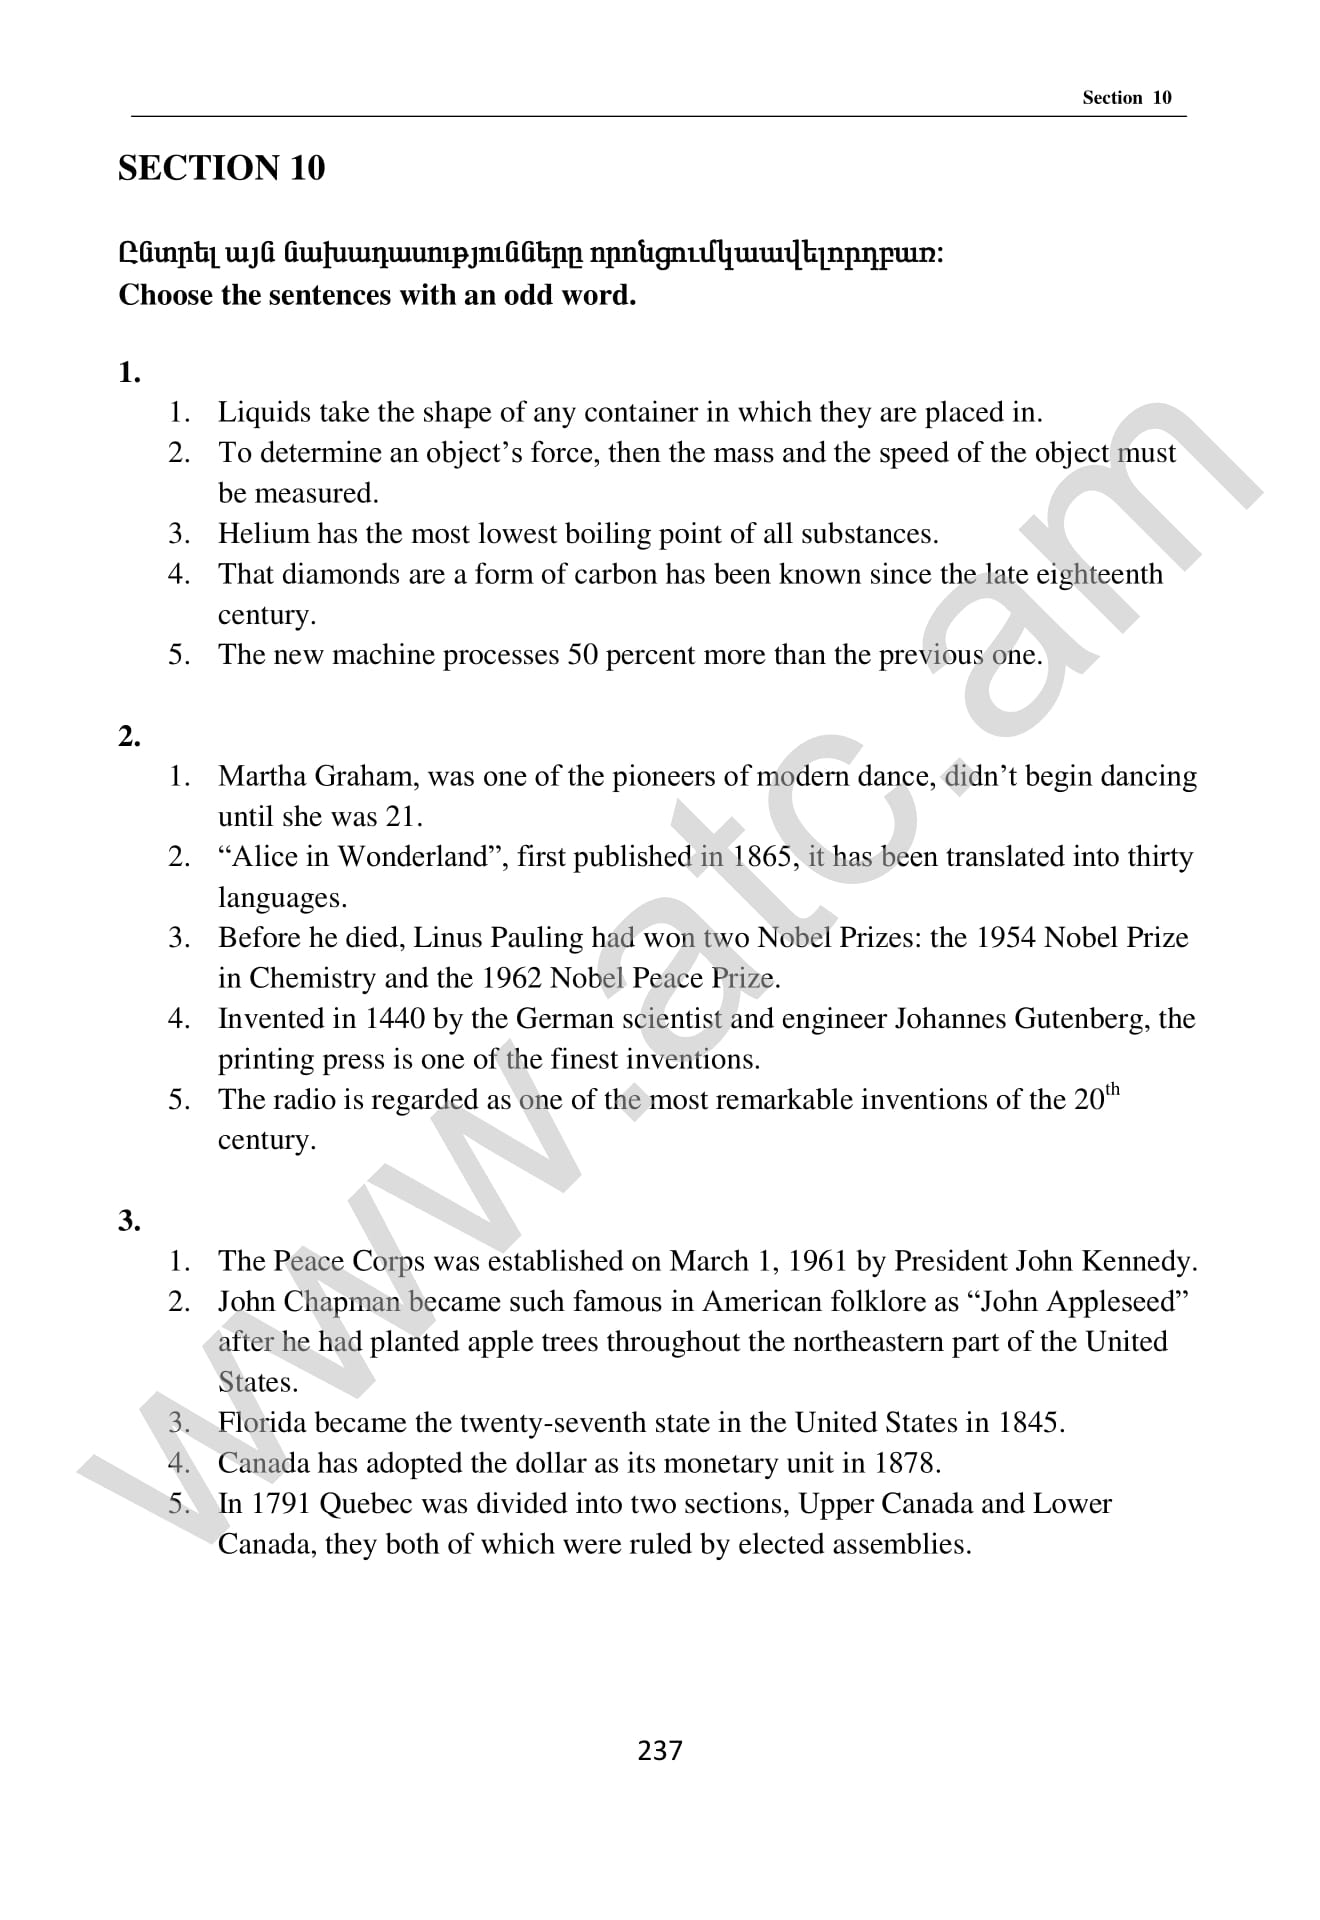 Section 10
SECTION 10
Ընտրել այն նախադասությունները որոնցումկաավելորդբառ:
Choose the sentences with an odd word.
1.
1. Liquids take the shape of any container in which they are placed in.
2. To determine an object’s force, then the mass and the speed of the object must
be measured.
3. Helium has the most lowest boiling point of all substances.
4. That diamonds are a form of carbon has been known since the late eighteenth
century.
5. The new machine processes 50 percent more than the previous one.
2.
1. Martha Graham, was one of the pioneers of modern dance, didn’t begin dancing
until she was 21.
2. “Alice in Wonderland”, first published in 1865, it has been translated into thirty
languages.
3. Before he died, Linus Pauling had won two Nobel Prizes: the 1954 Nobel Prize
in Chemistry and the 1962 Nobel Peace Prize.
4. Invented in 1440 by the German scientist and engineer Johannes Gutenberg, the
printing press is one of the finest inventions.
5. The radio is regarded as one of the most remarkable inventions of the 20th
century.
3.
1. The Peace Corps was established on March 1, 1961 by President John Kennedy.
2. John Chapman became such famous in American folklore as “John Appleseed”
after he had planted apple trees throughout the northeastern part of the United
States.
3. Florida became the twenty-seventh state in the United States in 1845.
4. Canada has adopted the dollar as its monetary unit in 1878.
5. In 1791 Quebec was divided into two sections, Upper Canada and Lower
Canada, they both of which were ruled by elected assemblies.
237
www.atc.am